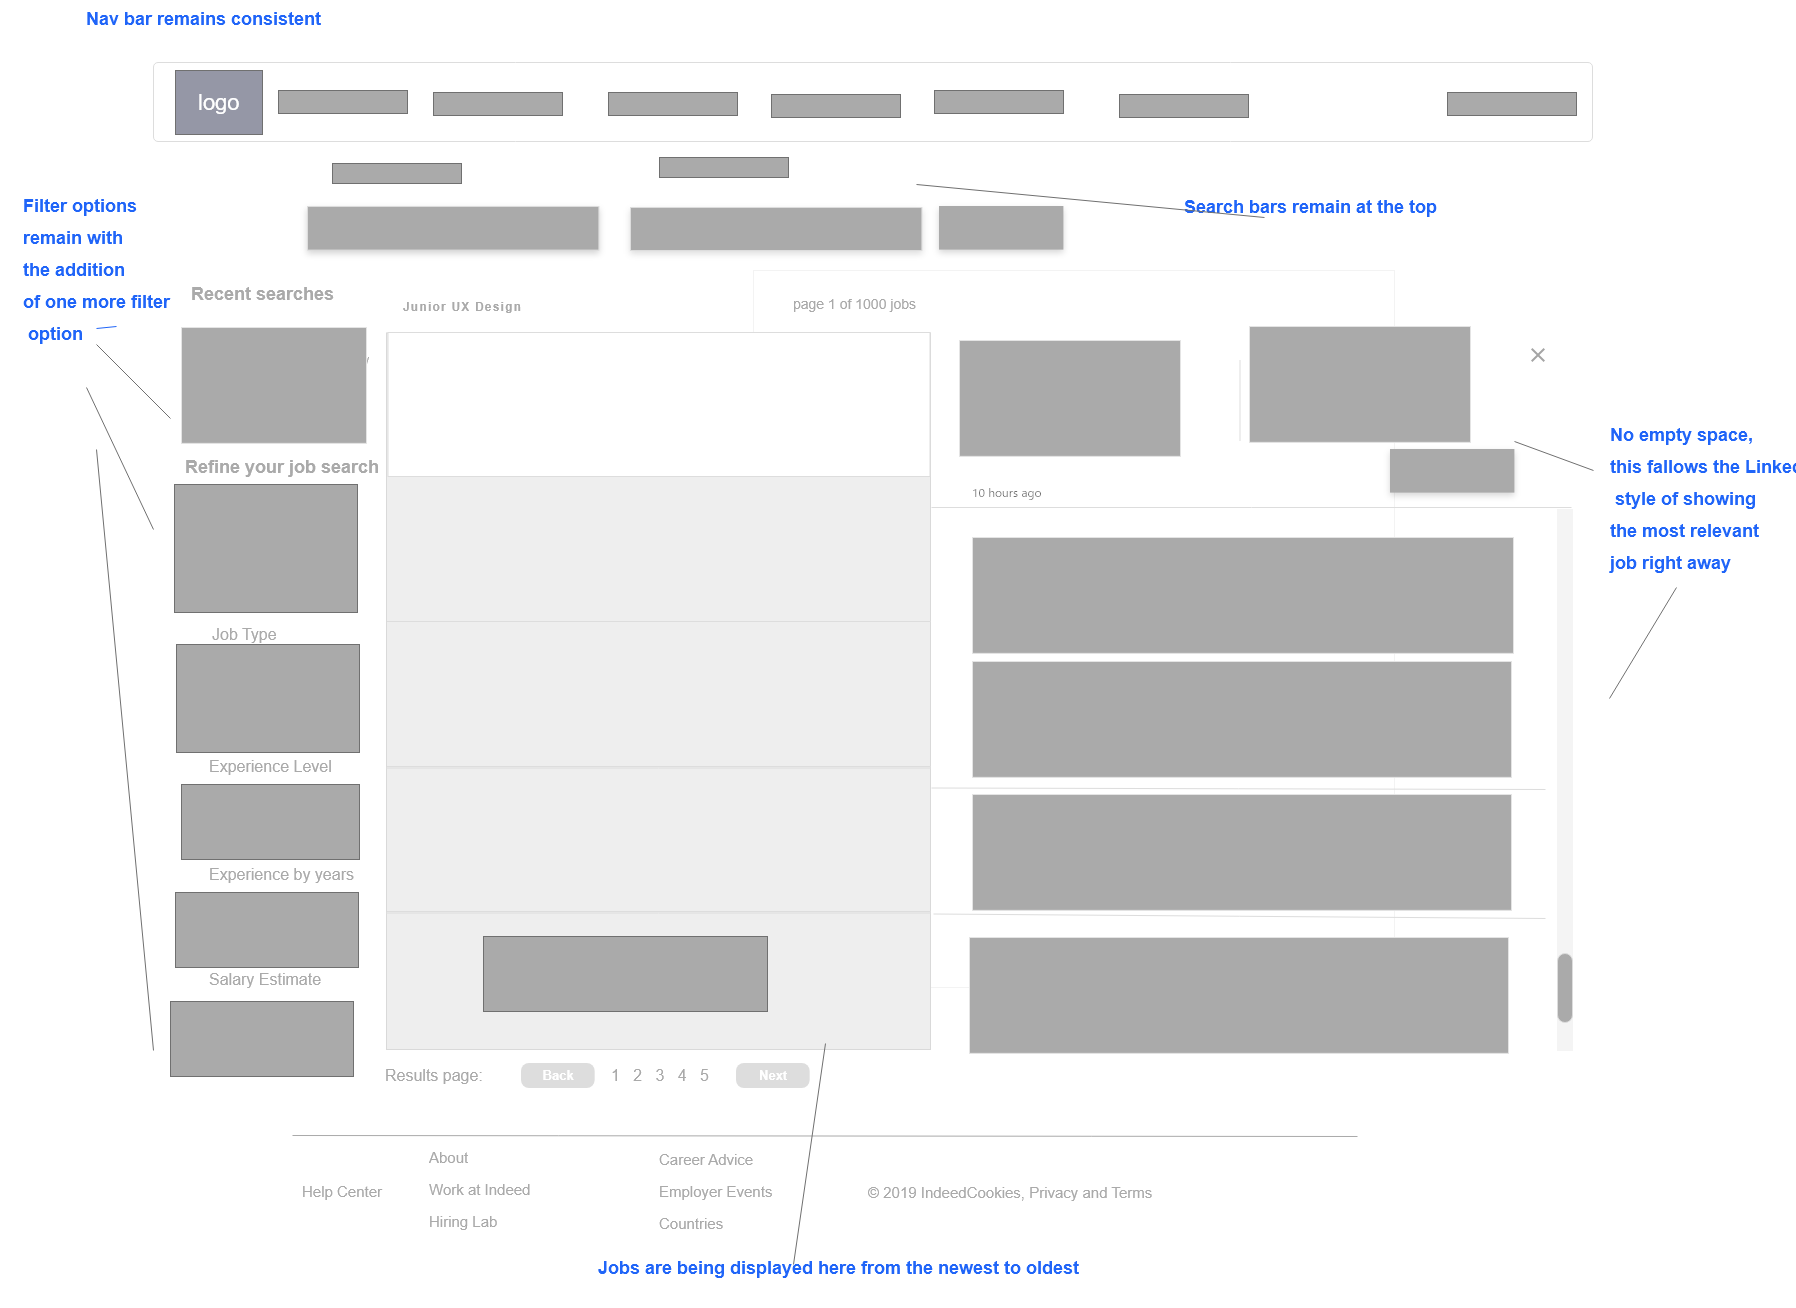 Nav bar remains consistent
logo
Filter options
remain with
the addition
of one more filter
option
Search bars remain at the top
Recent searches
Junior UX Design
page 1 of 1000 jobs
No empty space,
this fallows the Linked
style of showing
the most relevant
job right away
Refine your job search
10 hours ago
Job Type
Experience Level
Experience by years
Salary Estimate
Results page:
Back
1 2 3 4 5
Next
About
Career Advice
Help Center
Work at Indeed
Employer Events
© 2019 IndeedCookies, Privacy and Terms
Hiring Lab
Countries
Jobs are being displayed here from the newest to oldest